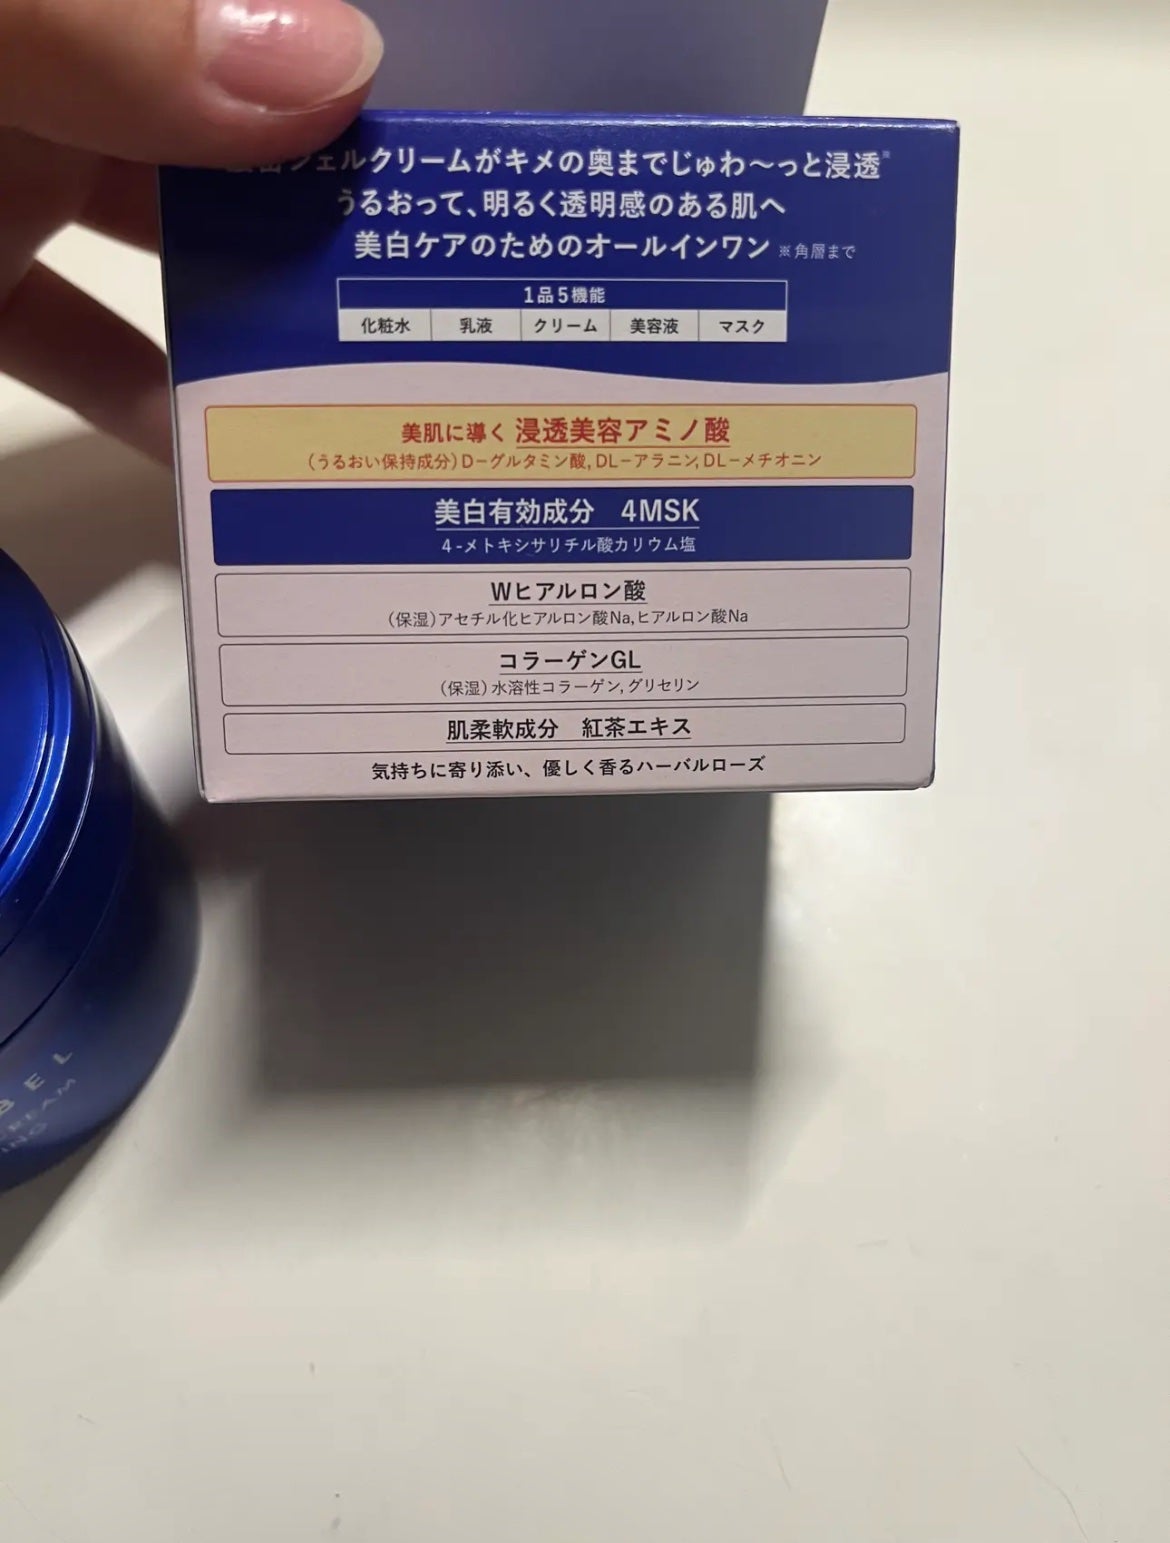 ジェルクリームがキメの奥までじゅわ〜っと浸透※
うるおって、明るく透明感のある肌へ
美白ケアのためのオールインワン ※角層まで
1品5機能
化粧水 乳液 クリーム 美容液 マスク
美肌に導く 浸透美容アミノ酸
(うるおい保持成分)D-グルタミン酸, DL-アラニン, DL-メチオニン
美白有効成分 4MSK
4-メトキシサリチル酸カリウム塩
Wヒアルロン酸
(保湿)アセチル化ヒアルロン酸Na, ヒアルロン酸Na
コラーゲンGL
(保湿)水溶性コラーゲン, グリセリン
肌柔軟成分 紅茶エキス
気持ちに寄り添い、優しく香るハーバルローズ
BEL
CREAM
ING